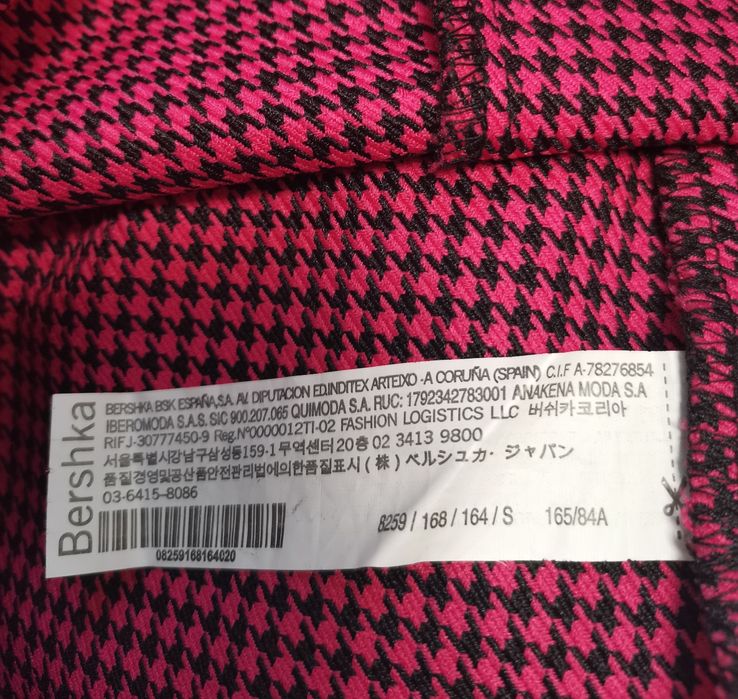 Bershka
BERSHKA BSK ESPAÑA,S.A. AV. DIPUTACION ED.INDITEX ARTEIXO -A CORUÑA (SPAIN) C.I.F A-78276854
IBEROMODA S.A.S. SIC 900.207.065 QUIMODA S.A. RUC: 1792342783001 ANAKENA MODA S.A
RIF J-30777450-9 Reg.Nº0000012TI-02 FASHION LOGISTICS LLC 버쉬카코리아
서울특별시강남구삼성동159-1무역센터20층 02 3413 9800
품질경영및공산품안전관리법에의한품질표시 (株) ベルシュカ・ジャパン
03-6415-8086
8259 / 168 / 164 / S 165/84A
08259168164020